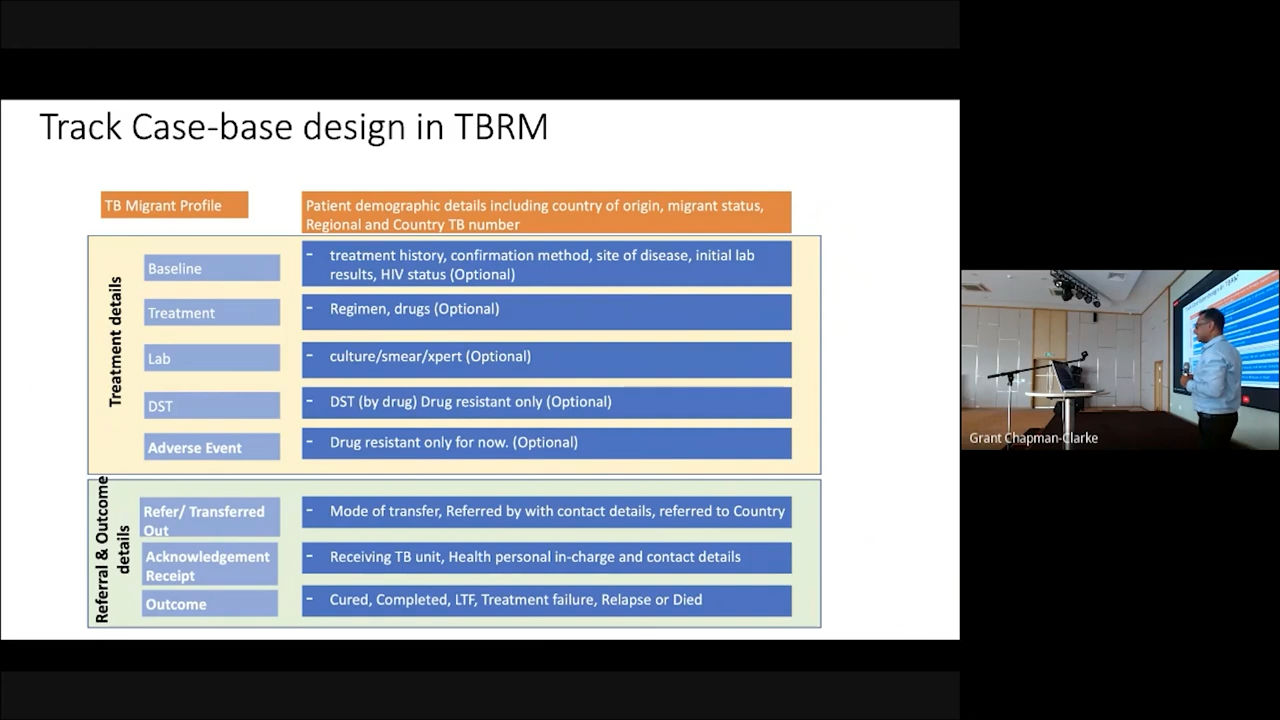 Track Case-base design in TBRM
TB Migrant Profile
Patient demographic details including country of origin, migrant status,
Regional and Country TB number
Treatment details
Baseline
- treatment history, confirmation method, site of disease, initial lab
results, HIV status (Optional)
Treatment
- Regimen, drugs (Optional)
Lab
- culture/smear/xpert (Optional)
DST
- DST (by drug) Drug resistant only (Optional)
Adverse Event
- Drug resistant only for now. (Optional)
Referral & Outcome
details
Refer/ Transferred
Out
- Mode of transfer, Referred by with contact details, referred to Country
Acknowledgement
Receipt
- Receiving TB unit, Health personal in-charge and contact details
Outcome
- Cured, Completed, LTF, Treatment failure, Relapse or Died
Grant Chapman-Clarke